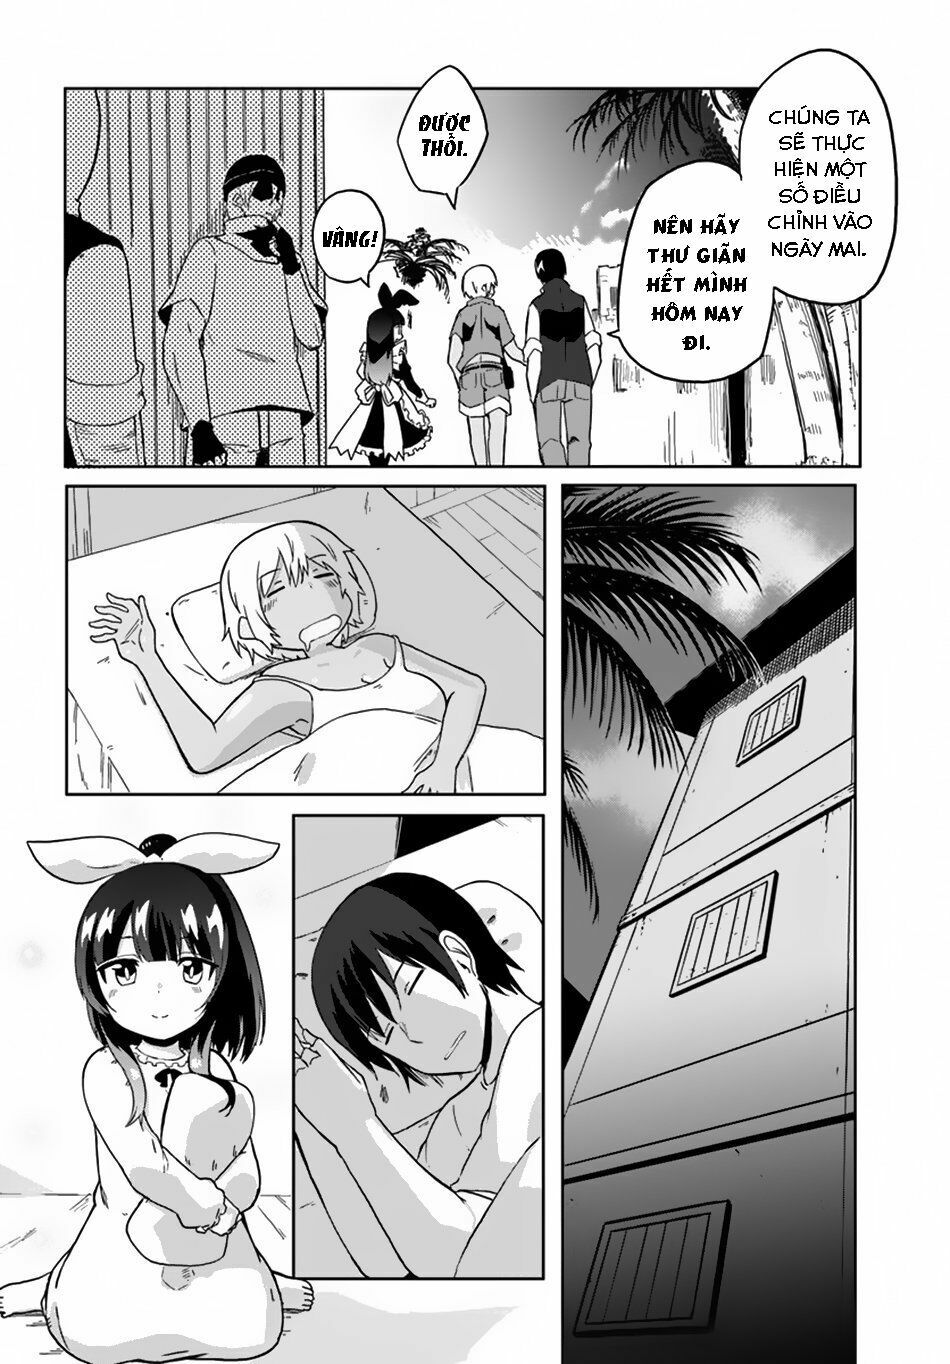 CHÚNG TA
SẼ THỰC
HIỆN MỘT
SỐ ĐIỀU
CHỈNH VÀO
NGÀY MAI.
NÊN HÃY
THƯ GIÃN
HẾT MÌNH
HÔM NAY
ĐI.
ĐƯỢC
THÔI.
VÂNG!